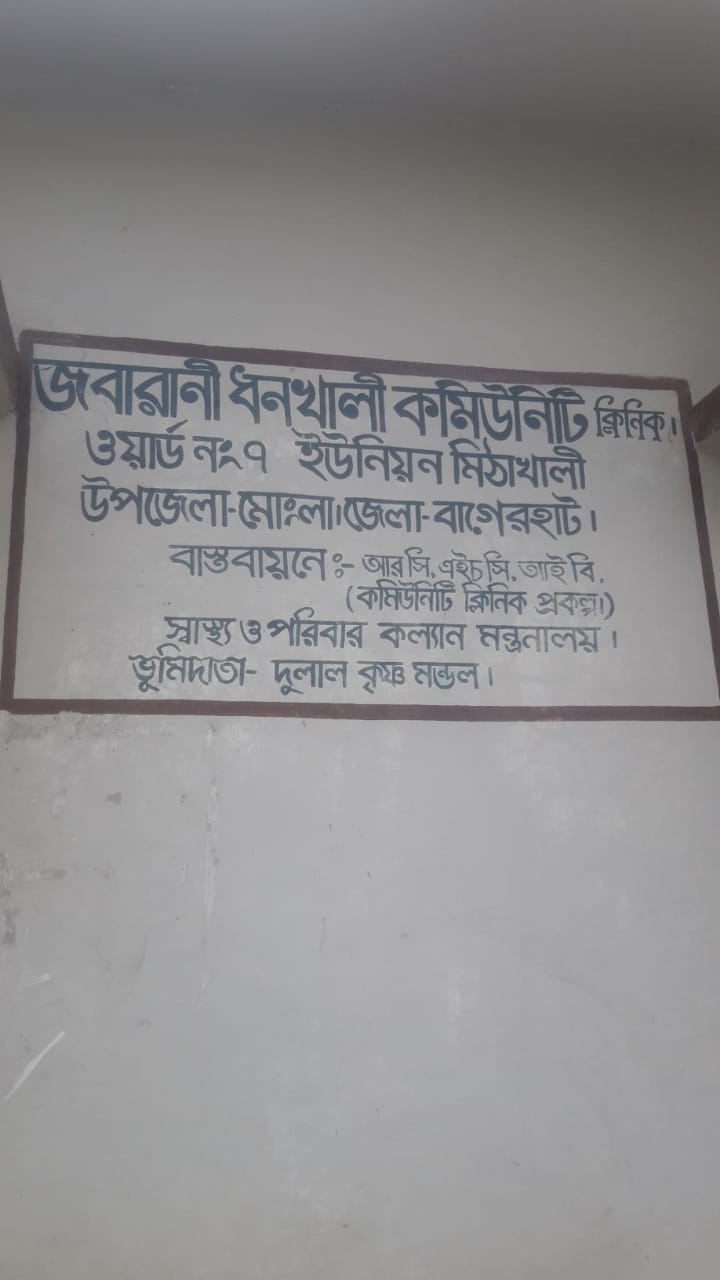 জবারানী ধনখালী কমিউনিটি ক্লিনিক।
ওয়ার্ড নং ৭ ইউনিয়ন মিঠাখালী
উপজেলা-মোংলা।জেলা-বাগেরহাট।
বাস্তবায়নে ঃ- আর সি, এইচ সি, আই বি,
(কমিউনিটি ক্লিনিক প্রকল্প।)
স্বাস্থ্য ও পরিবার কল্যান মন্ত্রনালয়।
ভূমিদাতা- দুলাল কৃষ্ণ মন্ডল।